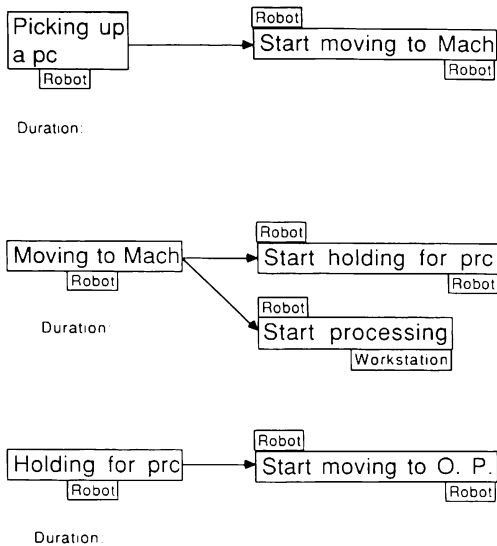 Robot
Picking up
a pc
Start moving to Mach
Robot
Robot
Duration:
Robot
Moving to Mach
Start holding for prc
Robot
Robot
Robot
Duration:
Start processing
Workstation
Robot
Holding for prc
Start moving to O. P.
Robot
Robot
Duration: